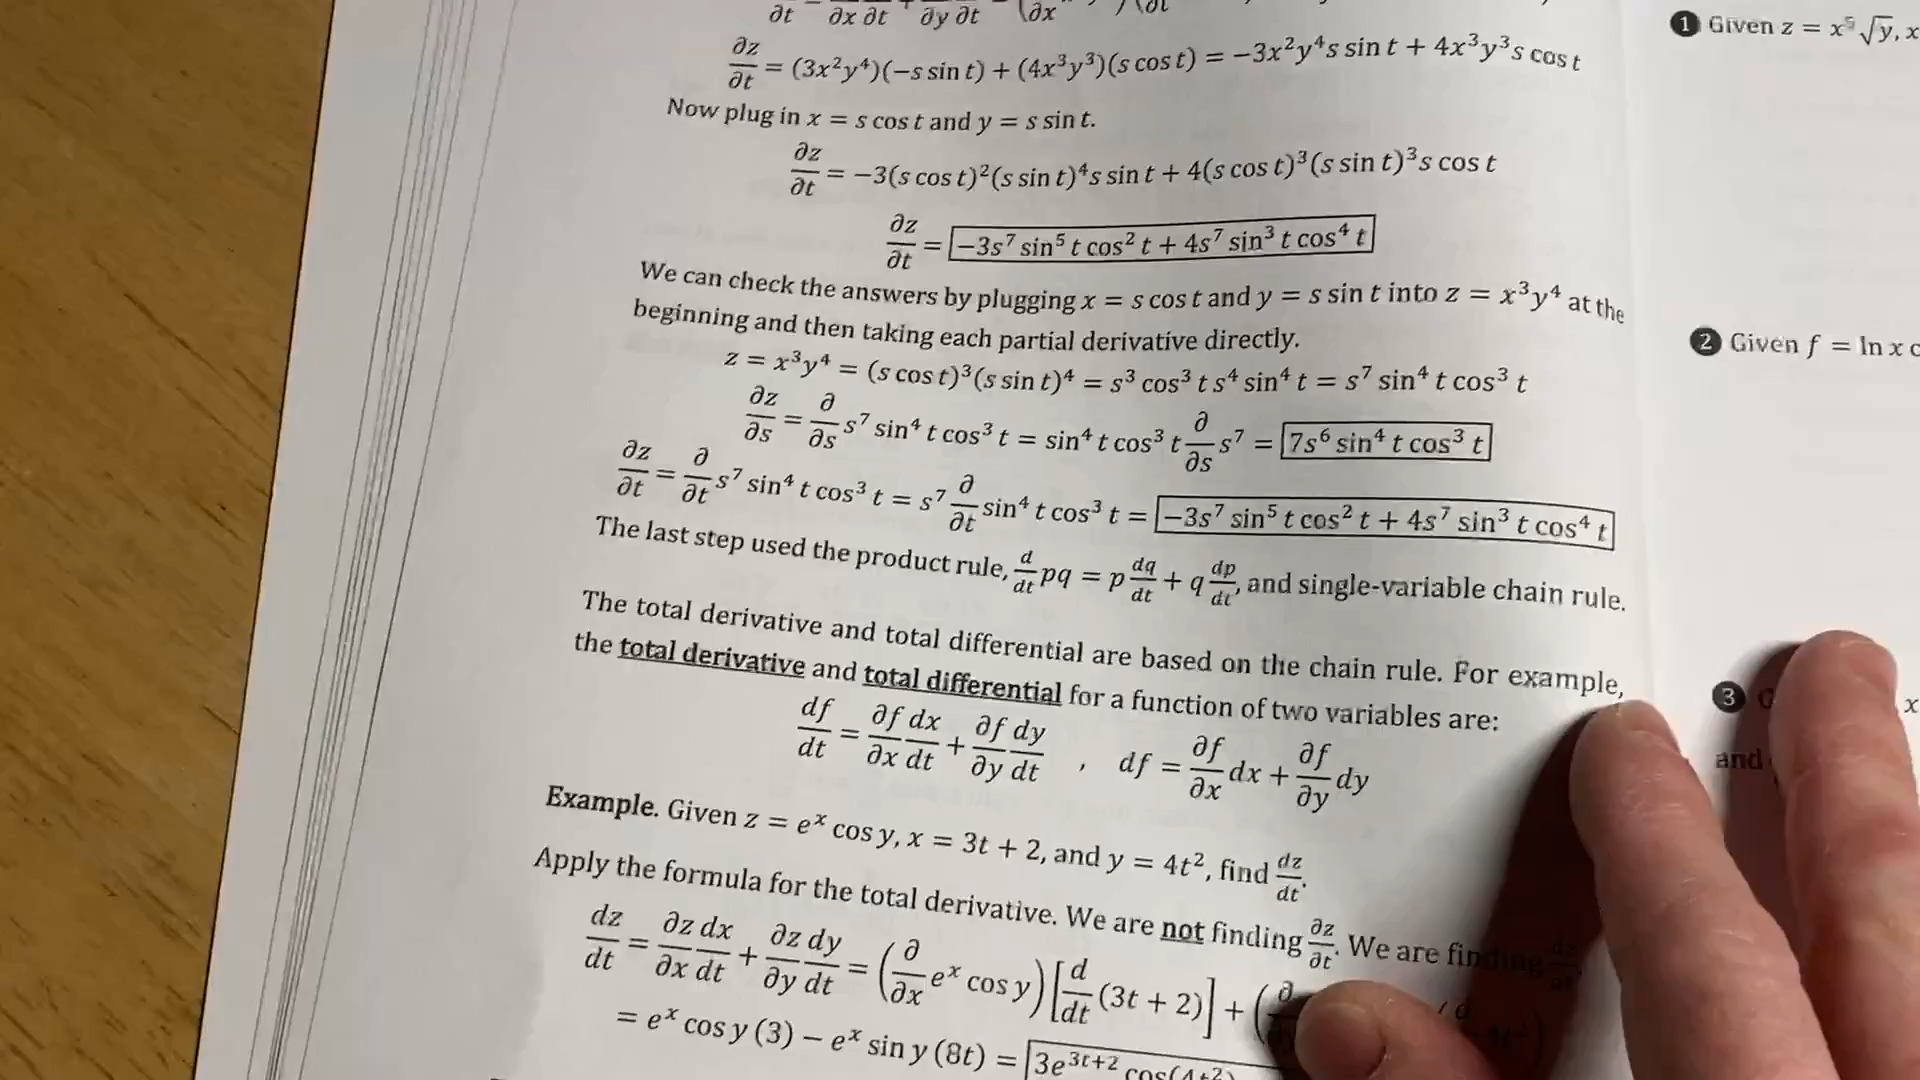 ∂t ∂x ∂t + ∂y ∂t = (∂x
∂z/∂t = (3x²y⁴)(−s sin t) + (4x³y³)(s cos t) = −3x²y⁴s sin t + 4x³y³s cos t
Now plug in x = s cos t and y = s sin t.
∂z/∂t = −3(s cos t)²(s sin t)⁴s sin t + 4(s cos t)³(s sin t)³s cos t
∂z/∂t = −3s⁷ sin⁵ t cos² t + 4s⁷ sin³ t cos⁴ t
We can check the answers by plugging x = s cos t and y = s sin t into z = x³y⁴ at the
beginning and then taking each partial derivative directly.
z = x³y⁴ = (s cos t)³(s sin t)⁴ = s³ cos³ t s⁴ sin⁴ t = s⁷ sin⁴ t cos³ t
∂z/∂s = ∂/∂s s⁷ sin⁴ t cos³ t = sin⁴ t cos³ t ∂/∂s s⁷ = 7s⁶ sin⁴ t cos³ t
∂z/∂t = ∂/∂t s⁷ sin⁴ t cos³ t = s⁷ ∂/∂t sin⁴ t cos³ t = −3s⁷ sin⁵ t cos² t + 4s⁷ sin³ t cos⁴ t
The last step used the product rule, d/dt pq = p dq/dt + q dp/dt, and single-variable chain rule.
The total derivative and total differential are based on the chain rule. For example,
the total derivative and total differential for a function of two variables are:
df/dt = ∂f/∂x dx/dt + ∂f/∂y dy/dt , df = ∂f/∂x dx + ∂f/∂y dy
Example. Given z = eˣ cos y, x = 3t + 2, and y = 4t², find dz/dt.
Apply the formula for the total derivative. We are not finding ∂z/∂t. We are finding dz/dt.
dz/dt = ∂z/∂x dx/dt + ∂z/∂y dy/dt = (∂/∂x eˣ cos y) [d/dt (3t + 2)] + (∂
= eˣ cos y (3) − eˣ sin y (8t) = 3e³ᵗ⁺² cos(4t²)
1 Given z = x⁵√y, x
2 Given f = ln x c
3 G x
and